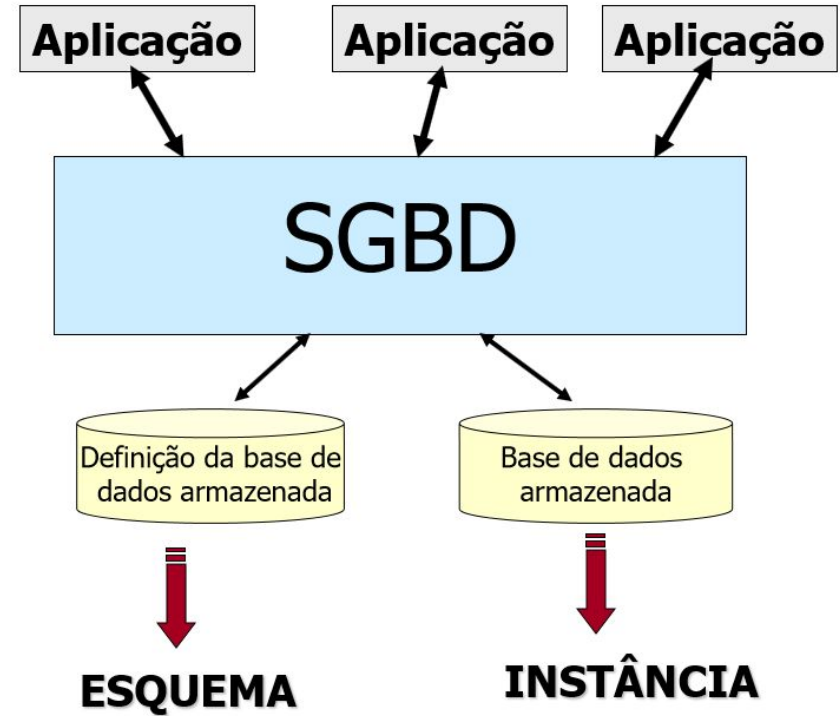 Aplicação
Aplicação
Aplicação
SGBD
Definição da base de
dados armazenada
Base de dados
armazenada
ESQUEMA
INSTÂNCIA